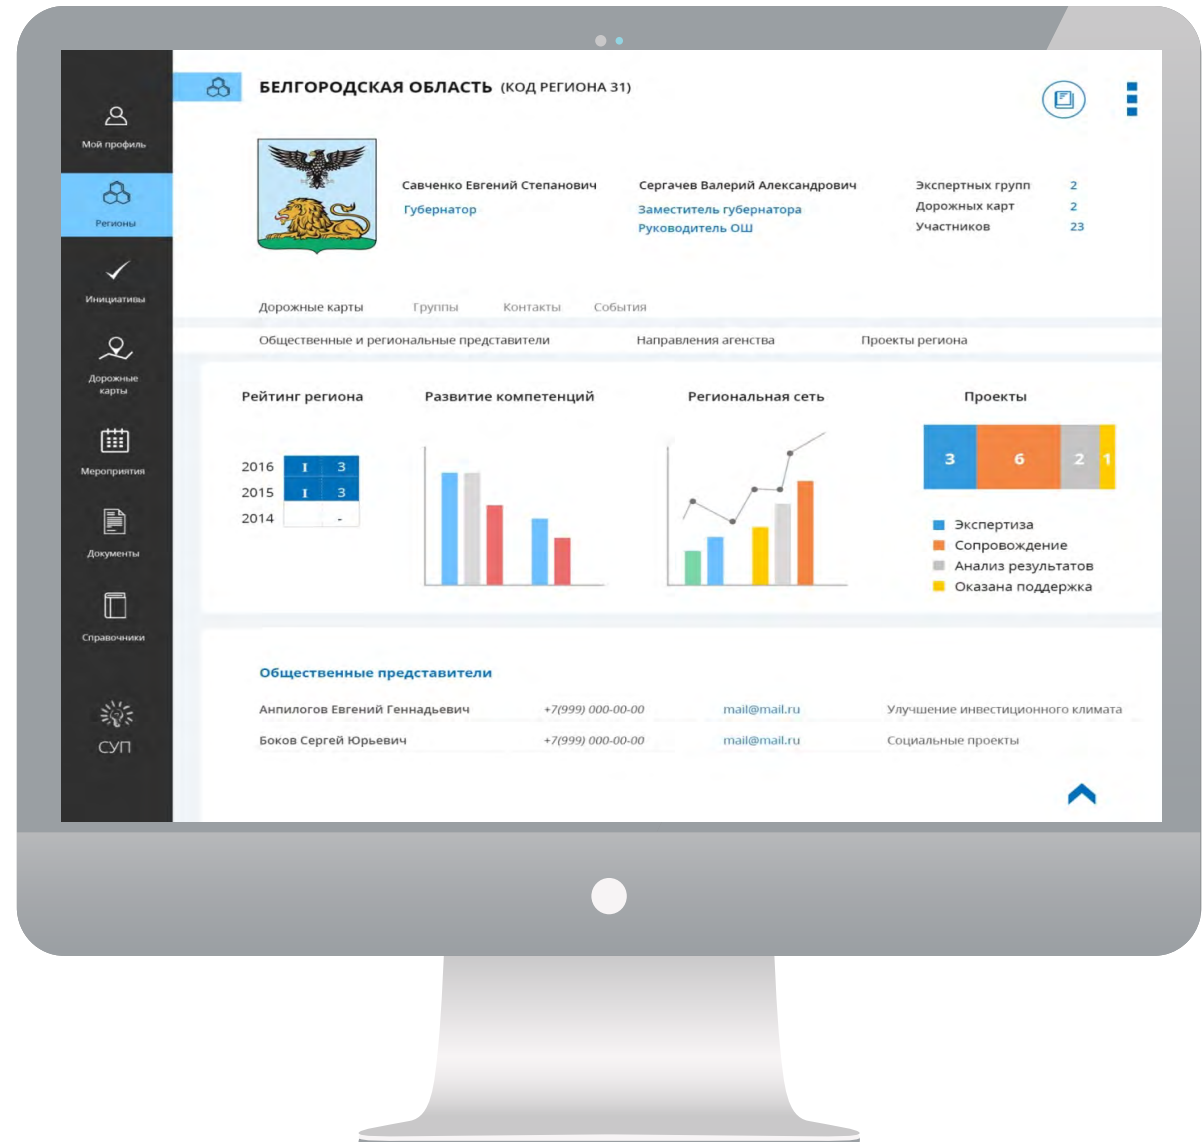 БЕЛГОРОДСКАЯ ОБЛАСТЬ (КОД РЕГИОНА 31)
Мой профиль
Регионы
Инициативы
Дорожные
карты
Мероприятия
Документы
Справочники
СУП
Савченко Евгений Степанович
Губернатор
Сергачев Валерий Александрович
Заместитель губернатора
Руководитель ОШ
Экспертных групп 2
Дорожных карт 2
Участников 23
Дорожные карты Группы Контакты События
Общественные и региональные представители Направления агенства Проекты региона
Рейтинг региона Развитие компетенций Региональная сеть Проекты
2016 I 3
2015 I 3
2014 -
3 6 2 1
Экспертиза
Сопровождение
Анализ результатов
Оказана поддержка
Общественные представители
Анпилогов Евгений Геннадьевич +7(999) 000-00-00 mail@mail.ru Улучшение инвестиционного климата
Боков Сергей Юрьевич +7(999) 000-00-00 mail@mail.ru Социальные проекты